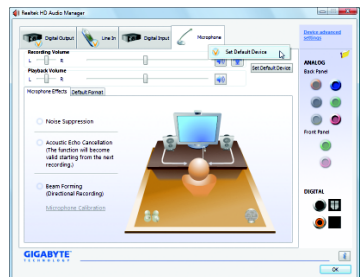 Realtek HD Audio Manager
Digital Output
Line In
Digital Input
Microphone
Device advanced
settings
Set Default Device
Recording Volume
L
R
Set Default Device
Playback Volume
L
R
ANALOG
Back Panel
Microphone Effects
Default Format
Noise Suppression
Acoustic Echo Cancellation
(The function will become
valid starting from the next
recording.)
Beam Forming
(Directional Recording)
Microphone Calibration
Front Panel
DIGITAL
GIGABYTE
TECHNOLOGY
i
OK